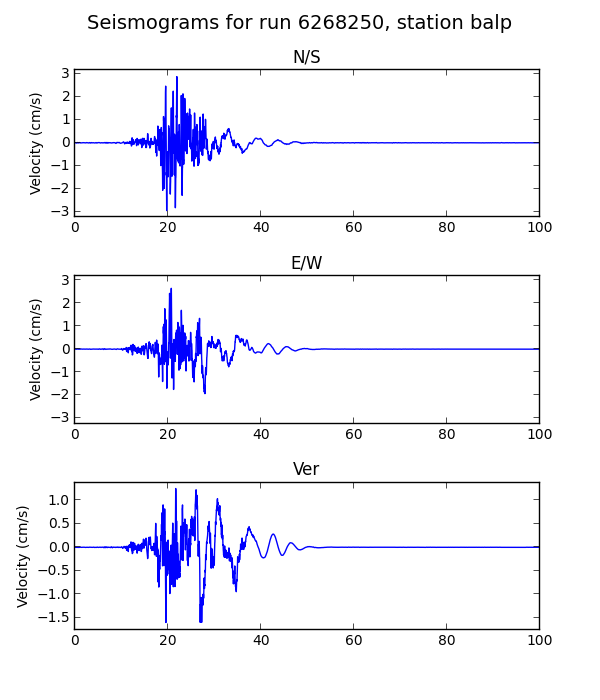 Seismograms for run 6268250, station balp
N/S
3
2
1
0
−1
−2
−3
Velocity (cm/s)
0 20 40 60 80 100
E/W
3
2
1
0
−1
−2
−3
Velocity (cm/s)
0 20 40 60 80 100
Ver
1.0
0.5
0.0
−0.5
−1.0
−1.5
Velocity (cm/s)
0 20 40 60 80 100